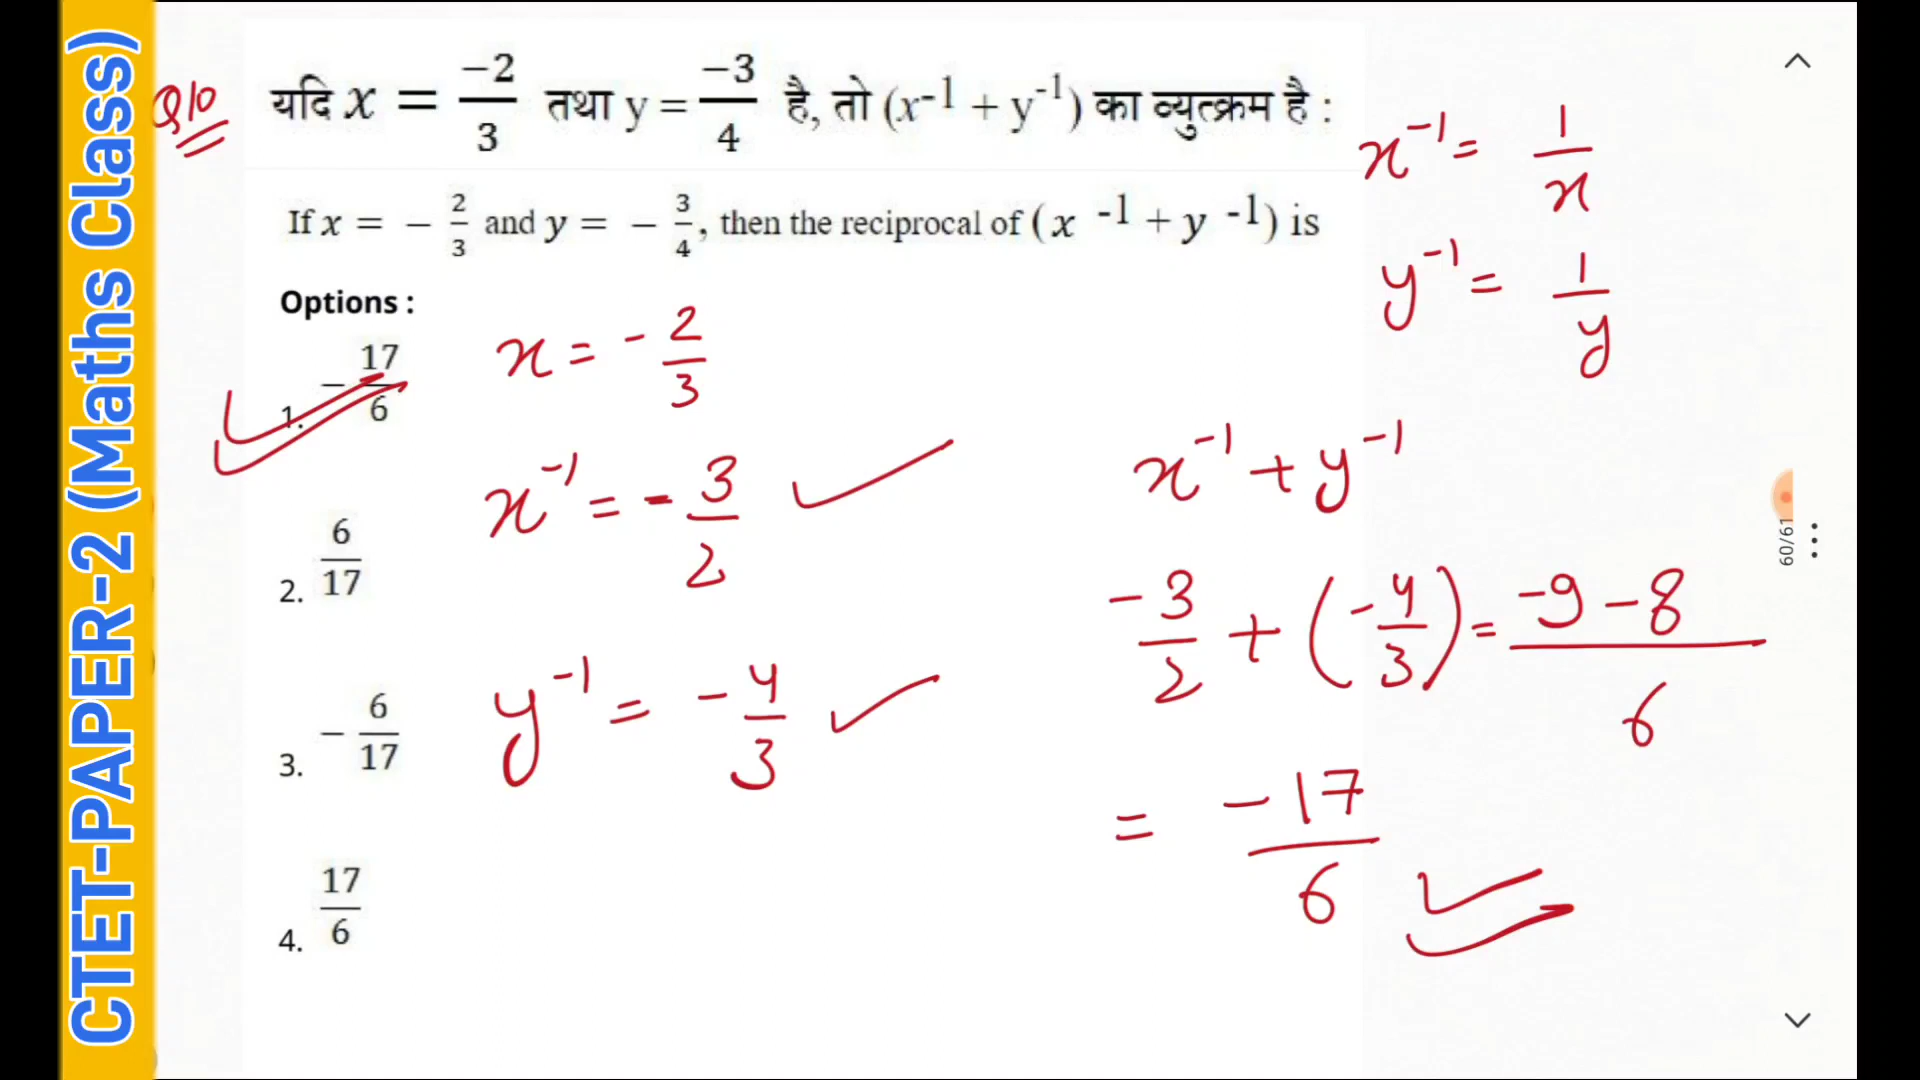 CTET-PAPER-2 (Maths Class)
Q10
यदि x = -2/3 तथा y = -3/4 है, तो (x⁻¹ + y⁻¹) का व्युत्क्रम है :
If x = - 2/3 and y = - 3/4, then the reciprocal of (x ⁻¹ + y ⁻¹) is
Options :
1. - 17/6
2. 6/17
3. - 6/17
4. 17/6
x = - 2/3
x⁻¹ = - 3/2
y⁻¹ = - 4/3
x⁻¹ = 1/x
y⁻¹ = 1/y
x⁻¹ + y⁻¹
-3/2 + (-4/3) = -9-8/6
= -17/6
60/61